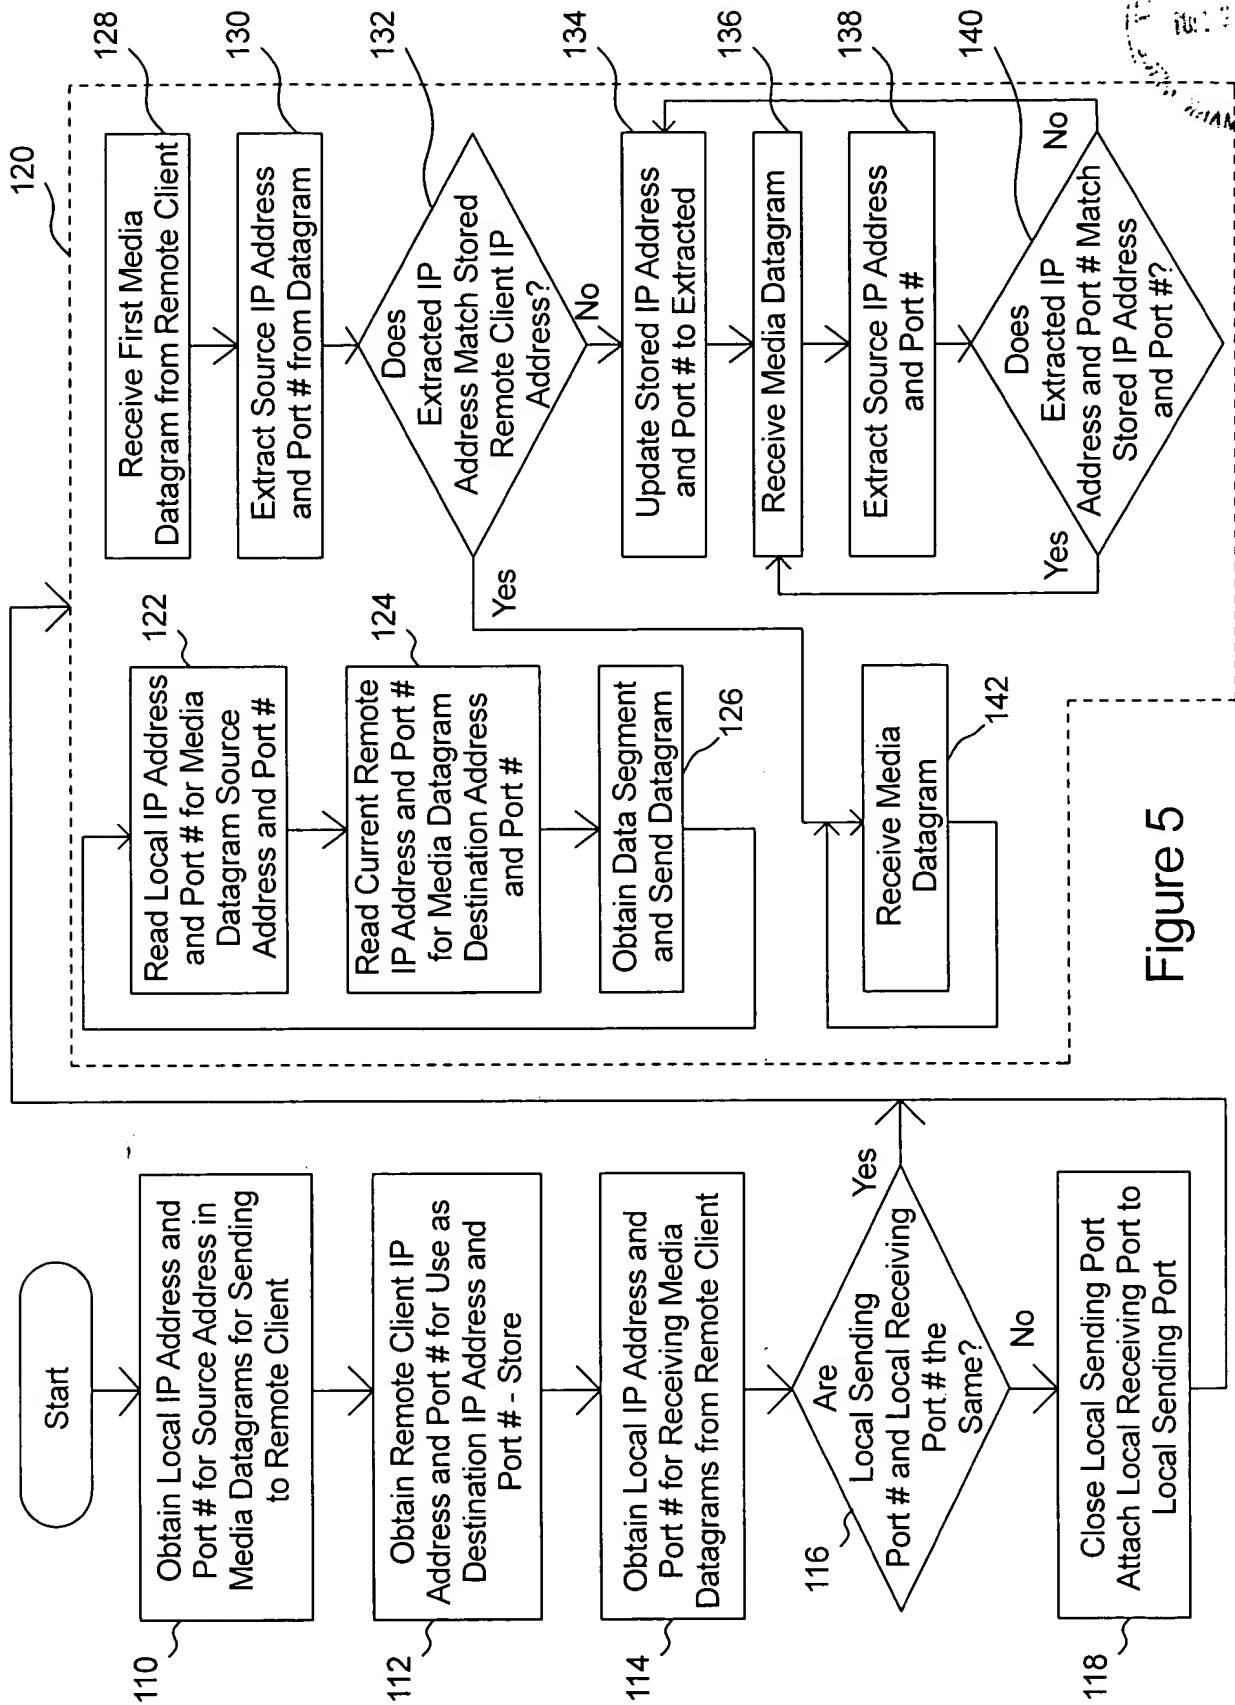 Start
110
Obtain Local IP Address and
Port # for Source Address in
Media Datagrams for Sending
to Remote Client
112
Obtain Remote Client IP
Address and Port # for Use as
Destination IP Address and
Port # - Store
114
Obtain Local IP Address and
Port # for Receiving Media
Datagrams from Remote Client
116
Are
Local Sending
Port # and Local Receiving
Port # the
Same?
Yes
No
118
Close Local Sending Port
Attach Local Receiving Port to
Local Sending Port
120
122
Read Local IP Address
and Port # for Media
Datagram Source
Address and Port #
124
Read Current Remote
IP Address and Port #
for Media Datagram
Destination Address
and Port #
Obtain Data Segment
and Send Datagram
126
Receive Media
Datagram
142
128
Receive First Media
Datagram from Remote Client
130
Extract Source IP Address
and Port # from Datagram
132
Does
Extracted IP
Address Match Stored
Remote Client IP
Address?
Yes
No
134
Update Stored IP Address
and Port # to Extracted
136
Receive Media Datagram
138
Extract Source IP Address
and Port #
140
Does
Extracted IP
Address and Port # Match
Stored IP Address
and Port #?
Yes
No
Figure 5